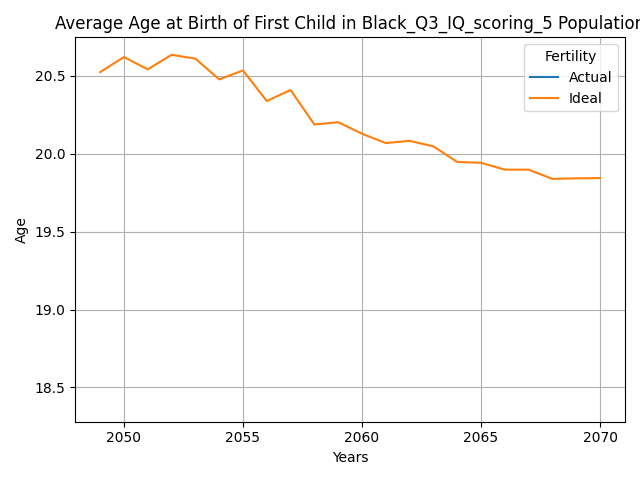 Average Age at Birth of First Child in Black_Q3_IQ_scoring_5 Population
Fertility
Actual
Ideal
20.5
20.0
19.5
19.0
18.5
Age
2050 2055 2060 2065 2070
Years